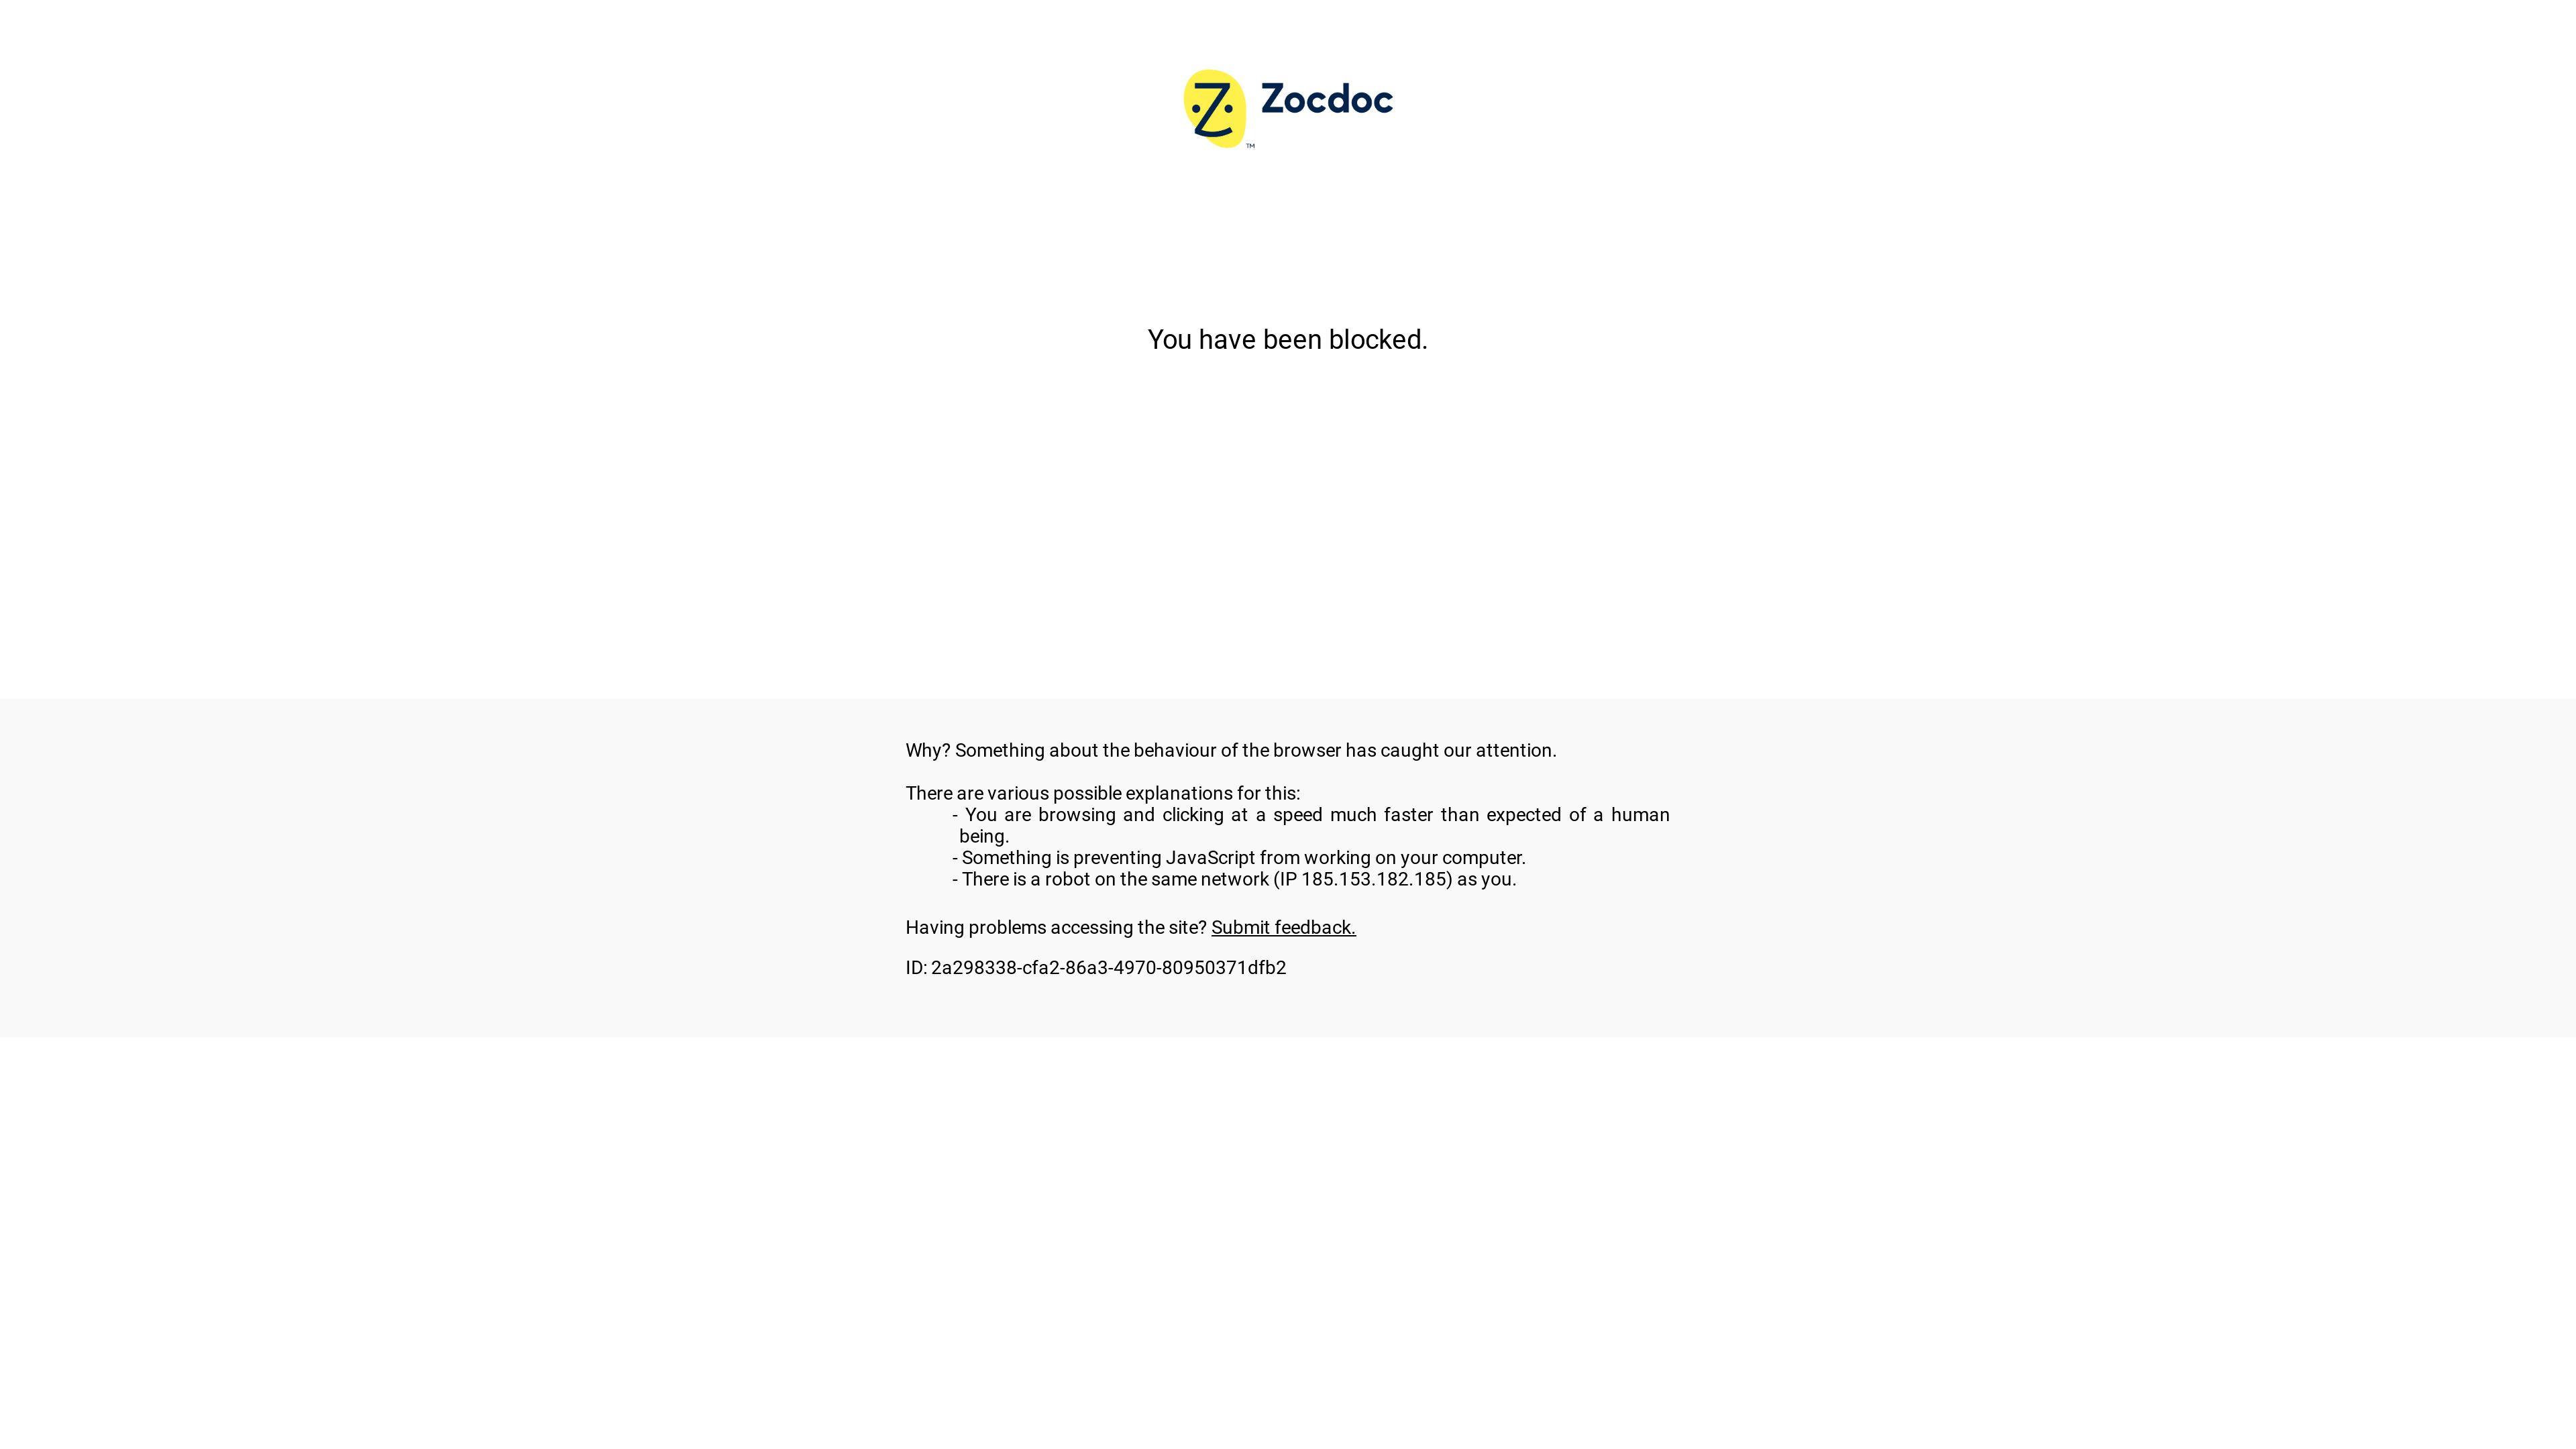 Zocdoc
TM
You have been blocked.
Why? Something about the behaviour of the browser has caught our attention.
There are various possible explanations for this:
- You are browsing and clicking at a speed much faster than expected of a human
being.
- Something is preventing JavaScript from working on your computer.
- There is a robot on the same network (IP 185.153.182.185) as you.
Having problems accessing the site? Submit feedback.
ID: 2a298338-cfa2-86a3-4970-80950371dfb2